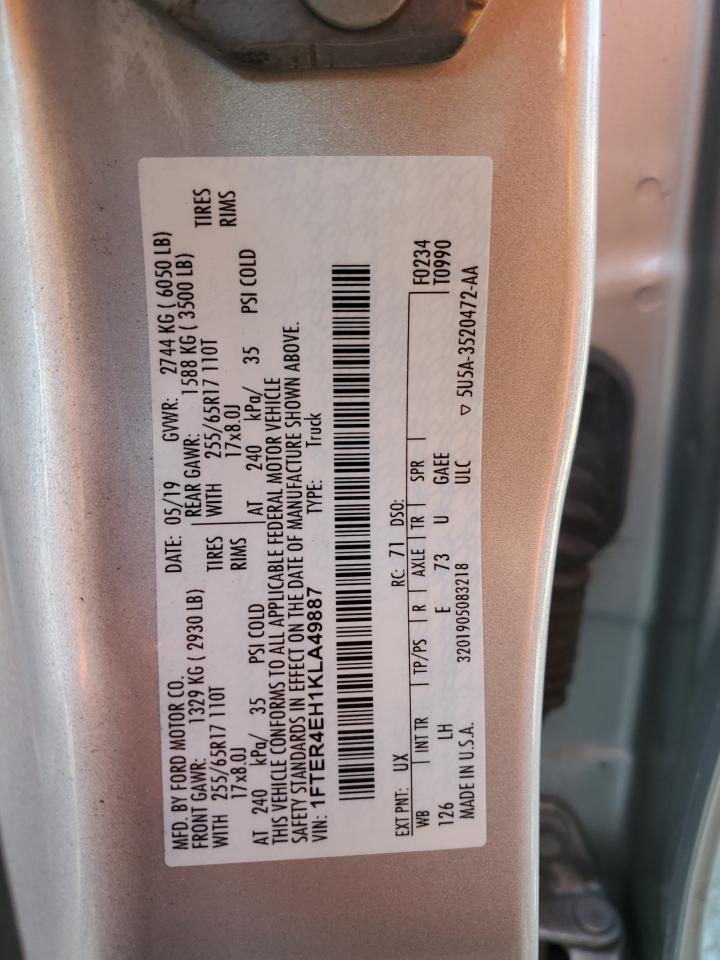 MFD. BY FORD MOTOR CO. DATE: 05/19 GVWR: 2744 KG ( 6050 LB)
FRONT GAWR: 1329 KG ( 2930 LB) REAR GAWR: 1588 KG ( 3500 LB)
WITH 255/65R17 110T TIRES WITH 255/65R17 110T TIRES
17x8.0J RIMS 17x8.0J RIMS
AT 240 kPa/ 35 PSI COLD AT 240 kPa/ 35 PSI COLD
THIS VEHICLE CONFORMS TO ALL APPLICABLE FEDERAL MOTOR VEHICLE
SAFETY STANDARDS IN EFFECT ON THE DATE OF MANUFACTURE SHOWN ABOVE.
VIN: 1FTER4EH1KLA49887 TYPE: Truck
EXT PNT: UX RC: 71 DSO:
WB INT TR TP/PS R AXLE TR SPR F0234
126 LH E 73 U GAEE T0990
MADE IN U.S.A. 3201905083218 ULC ▽ 5U5A-3520472-AA